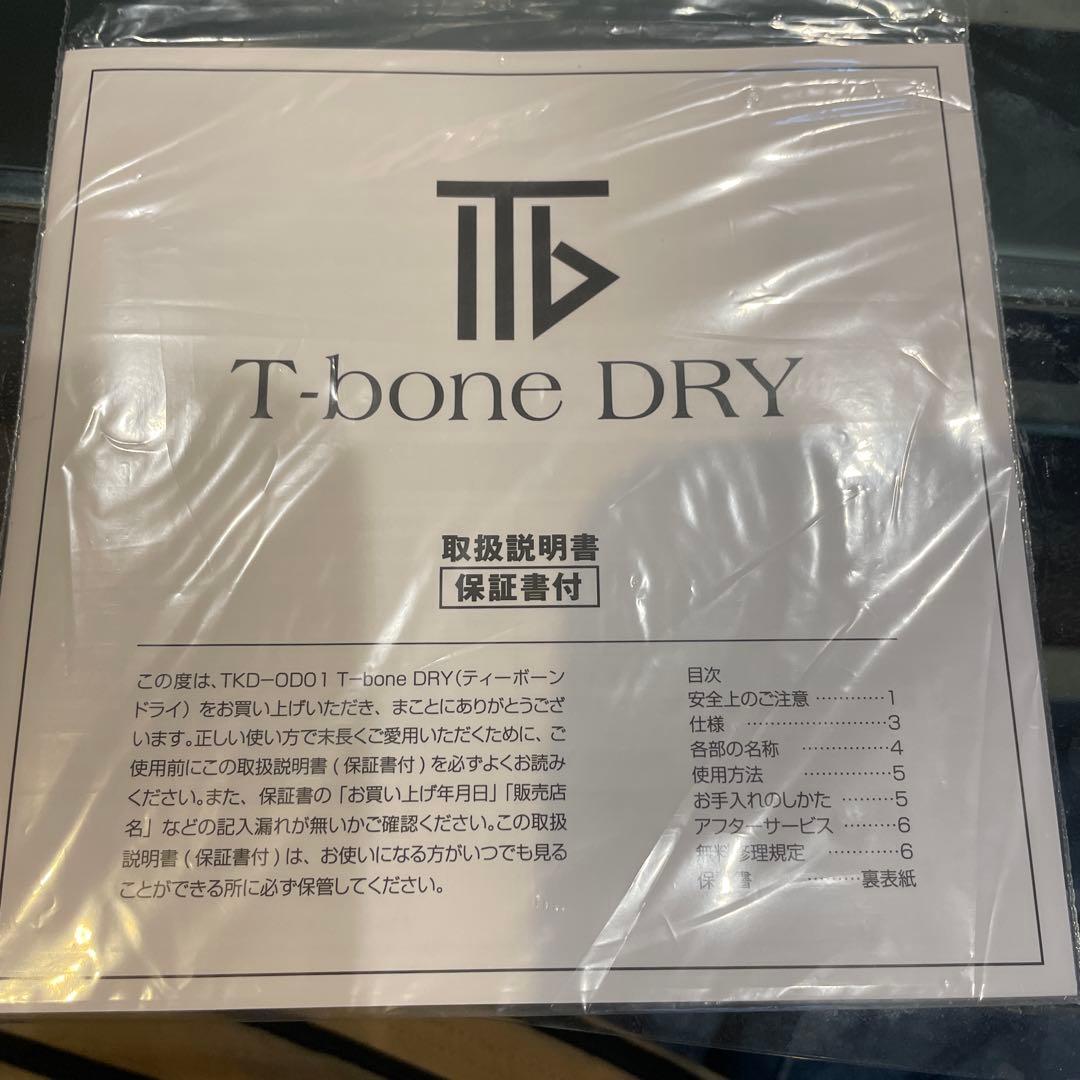 Tb
T-bone DRY
取扱説明書
保証書付
この度は、TKD-0D01 T-bone DRY(ティーボーン
ドライ) をお買い上げいただき、まことにありがとうござ
います。正しい使い方で末長くご愛用いただくために、ご
使用前にこの取扱説明書(保証書付)を必ずよくお読み
ください。また、保証書の「お買い上げ年月日」「販売店
名」などの記入漏れが無いかご確認ください。この取扱
説明書(保証書付)は、お使いになる方がいつでも見る
ことができる所に必ず保管してください。
目次
安全上のご注意 …………1
仕様 ………………3
各部の名称 ……………4
使用方法 ……………5
お手入れのしかた ………5
アフターサービス ………6
無料修理規定 …………6
保証書 ………裏表紙